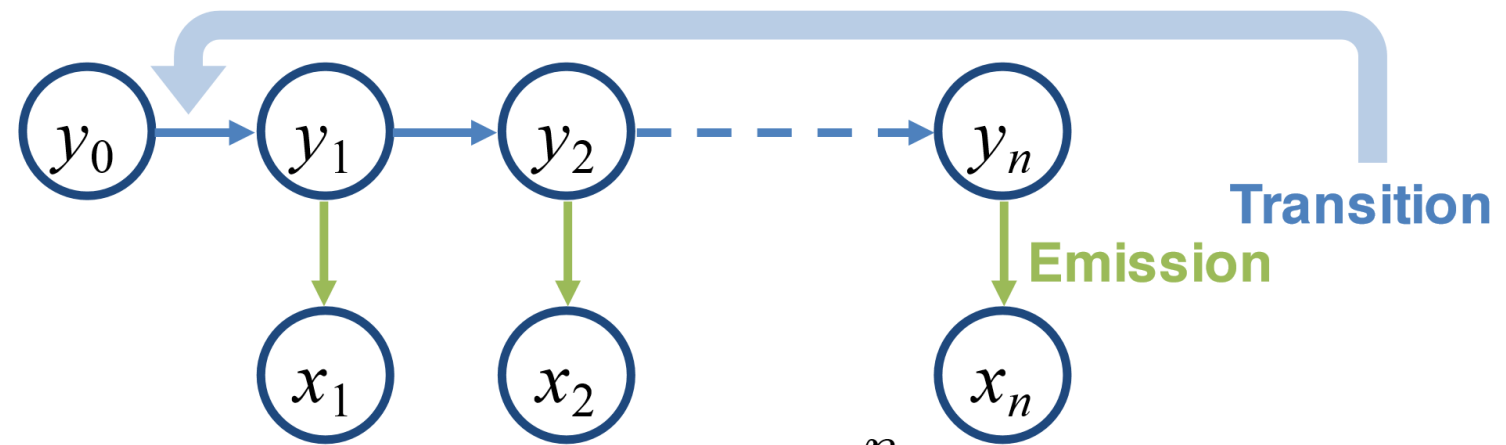 y0 y1 y2 yn
Transition
Emission
x1 x2 xn
n